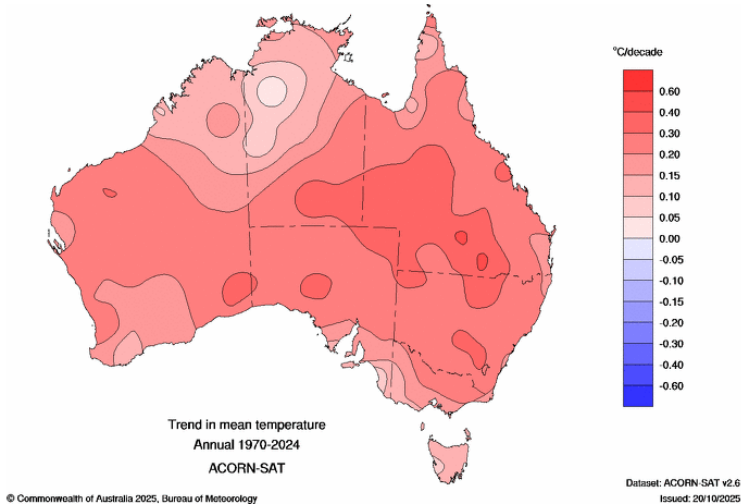 °C/decade
0.60
0.40
0.30
0.20
0.15
0.10
0.05
0.00
-0.05
-0.10
-0.15
-0.20
-0.30
-0.40
-0.60
Trend in mean temperature
Annual 1970-2024
ACORN-SAT
Dataset: ACORN-SAT v2.6
© Commonwealth of Australia 2025, Bureau of Meteorology
Issued: 20/10/2025